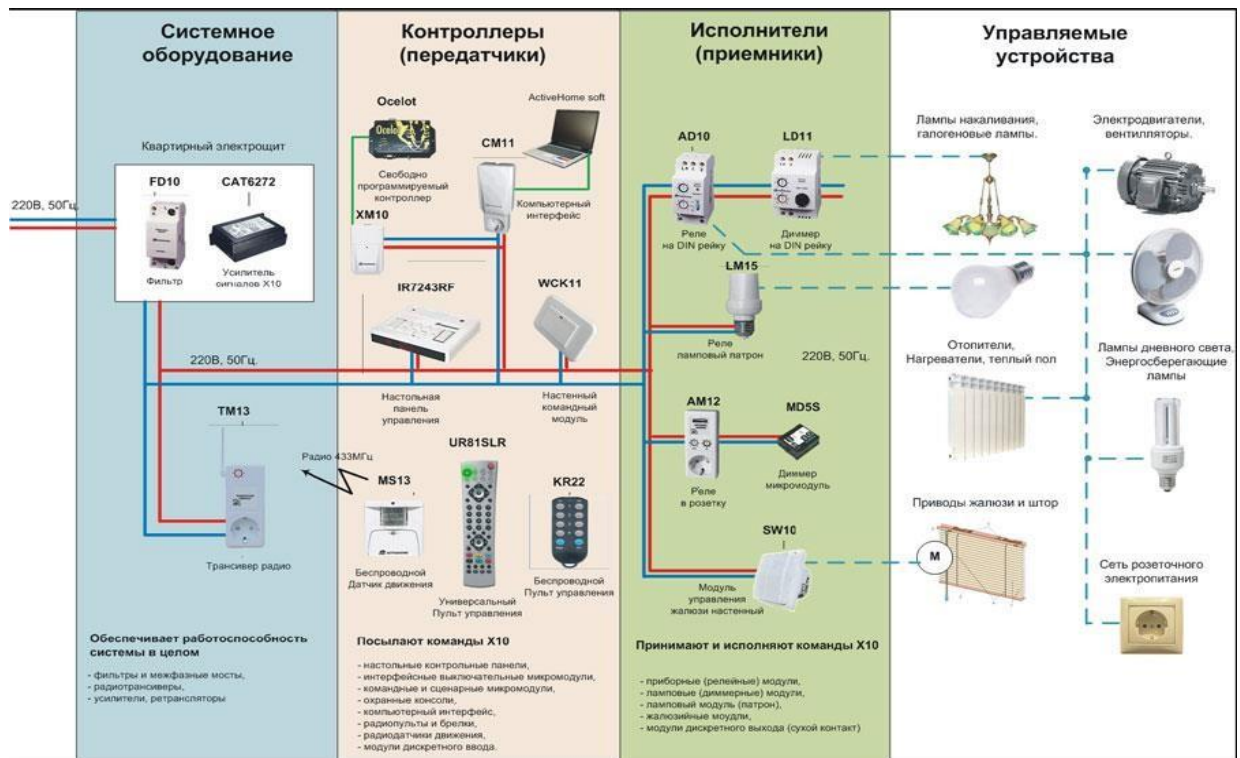 Системное
оборудование
Квартирный электрощит
FD10
CAT6272
220В, 50Гц.
Фильтр
Усилитель
сигналов X10
220В, 50Гц.
TM13
Радио 433МГц
Трансивер радио
Обеспечивает работоспособность
системы в целом
- фильтры и межфазные мосты,
- радиотрансиверы,
- усилители, ретрансляторы
Контроллеры
(передатчики)
Ocelot
ActiveHome soft
CM11
Свободно
программируемый
контроллер
Компьютерный
интерфейс
XM10
IR7243RF
WCK11
Настольная
панель
управления
Настенный
командный
модуль
UR81SLR
MS13
KR22
Беспроводной
Датчик движения
Универсальный
Пульт управления
Беспроводной
Пульт управления
Посылают команды X10
- настольные контрольные панели,
- интерфейсные выключательные микромодули,
- командные и сценарные микромодули,
- охранные консоли,
- компьютерный интерфейс,
- радиопульты и брелки,
- радиодатчики движения,
- модули дискретного ввода.
Исполнители
(приемники)
AD10
LD11
Реле
на DIN рейку
Диммер
на DIN рейку
LM15
Реле
ламповый патрон
220В, 50Гц.
AM12
MD5S
Реле
в розетку
Диммер
микромодуль
SW10
Модуль
управления
жалюзи настенный
Принимают и исполняют команды X10
- приборные (релейные) модули,
- ламповые (диммерные) модули,
- ламповый модуль (патрон),
- жалюзийные моудли,
- модули дискретного выхода (сухой контакт)
Управляемые
устройства
Лампы накаливания,
галогеновые лампы.
Электродвигатели,
вентилляторы.
Отопители,
Нагреватели, теплый пол
Лампы дневного света,
Энергосберегающие
лампы
Приводы жалюзи и штор
M
Сеть розеточного
электропитания